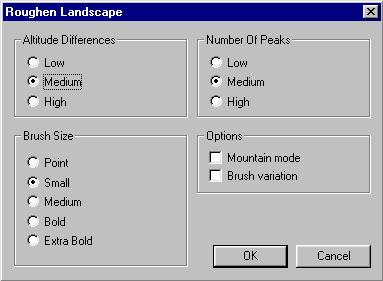 Roughen Landscape
Altitude Differences
Low
Medium
High
Number Of Peaks
Low
Medium
High
Brush Size
Point
Small
Medium
Bold
Extra Bold
Options
Mountain mode
Brush variation
OK
Cancel